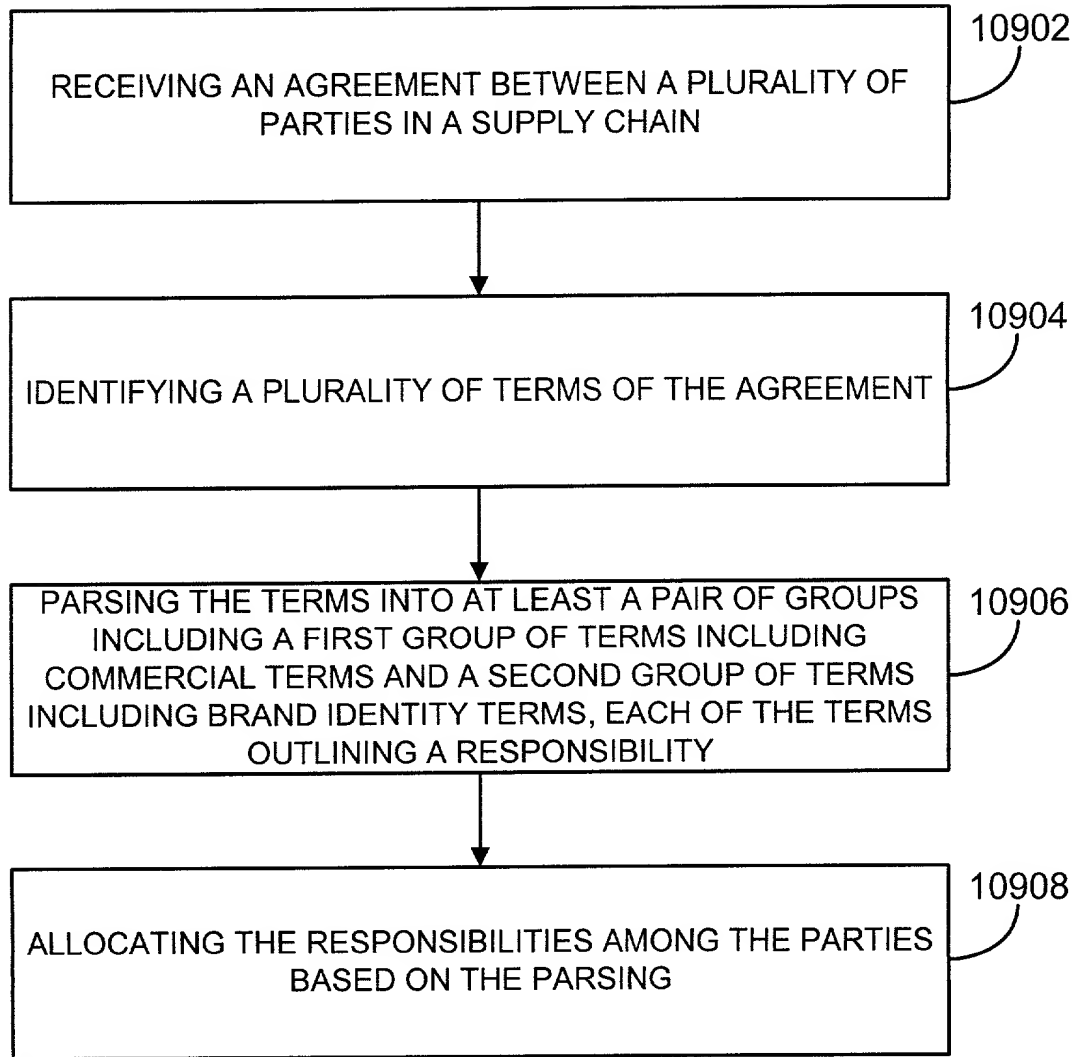 10902
RECEIVING AN AGREEMENT BETWEEN A PLURALITY OF
PARTIES IN A SUPPLY CHAIN
10904
IDENTIFYING A PLURALITY OF TERMS OF THE AGREEMENT
10906
PARSING THE TERMS INTO AT LEAST A PAIR OF GROUPS
INCLUDING A FIRST GROUP OF TERMS INCLUDING
COMMERCIAL TERMS AND A SECOND GROUP OF TERMS
INCLUDING BRAND IDENTITY TERMS, EACH OF THE TERMS
OUTLINING A RESPONSIBILITY
10908
ALLOCATING THE RESPONSIBILITIES AMONG THE PARTIES
BASED ON THE PARSING